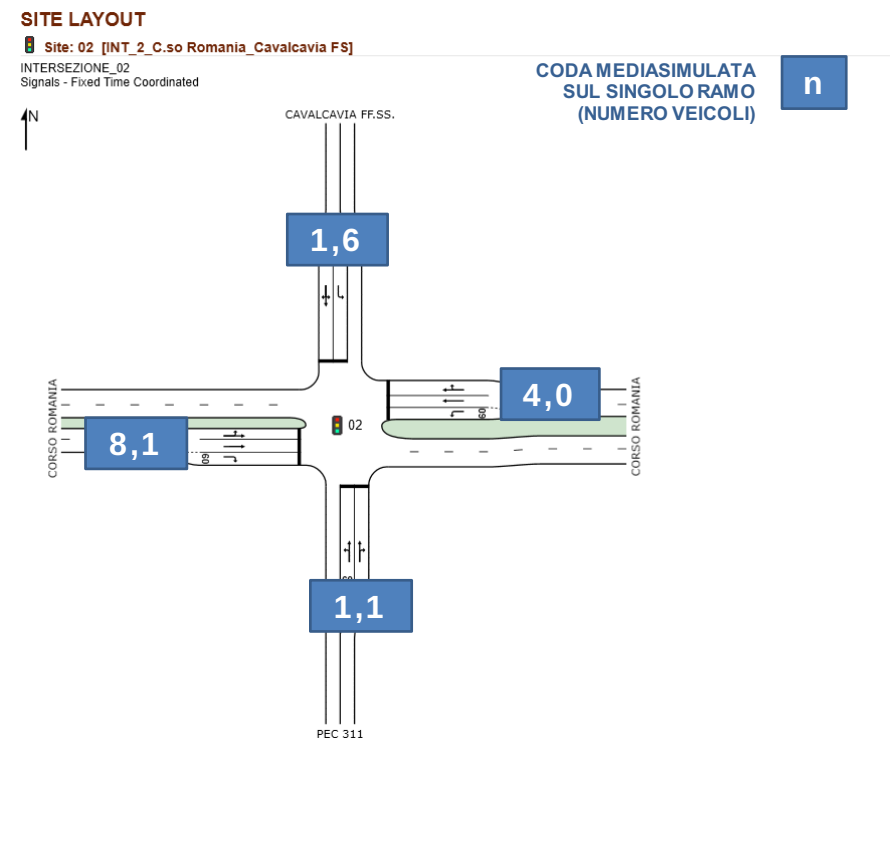 SITE LAYOUT
Site: 02 [INT_2_C.so Romania_Cavalcavia FS]
INTERSEZIONE_02
Signals - Fixed Time Coordinated
CODA MEDIASIMULATA
SUL SINGOLO RAMO
(NUMERO VEICOLI)
n
N
CAVALCAVIA FF.SS.
1,6
CORSO ROMANIA
4,0
60
CORSO ROMANIA
02
8,1
60
1,1
PEC 311